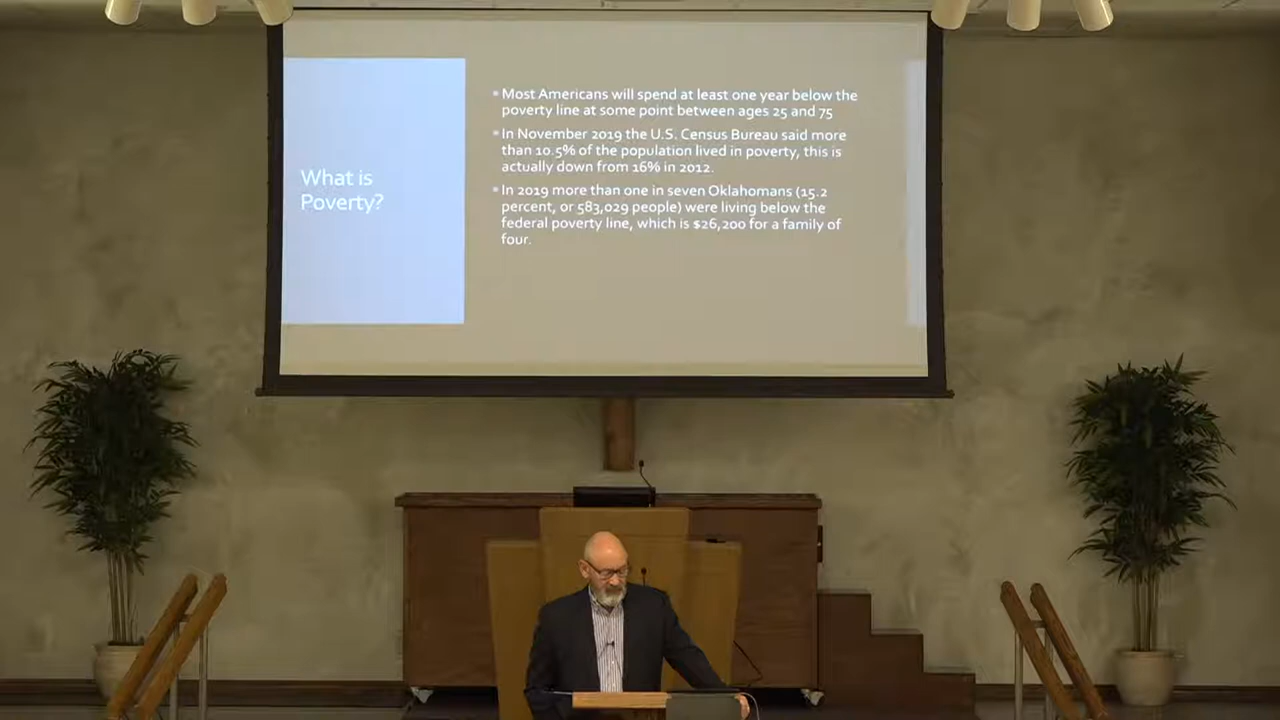 What is
Poverty?
Most Americans will spend at least one year below the
poverty line at some point between ages 25 and 75
In November 2019 the U.S. Census Bureau said more
than 10.5% of the population lived in poverty, this is
actually down from 16% in 2012.
In 2019 more than one in seven Oklahomans (15.2
percent, or 583,029 people) were living below the
federal poverty line, which is $26,200 for a family of
four.